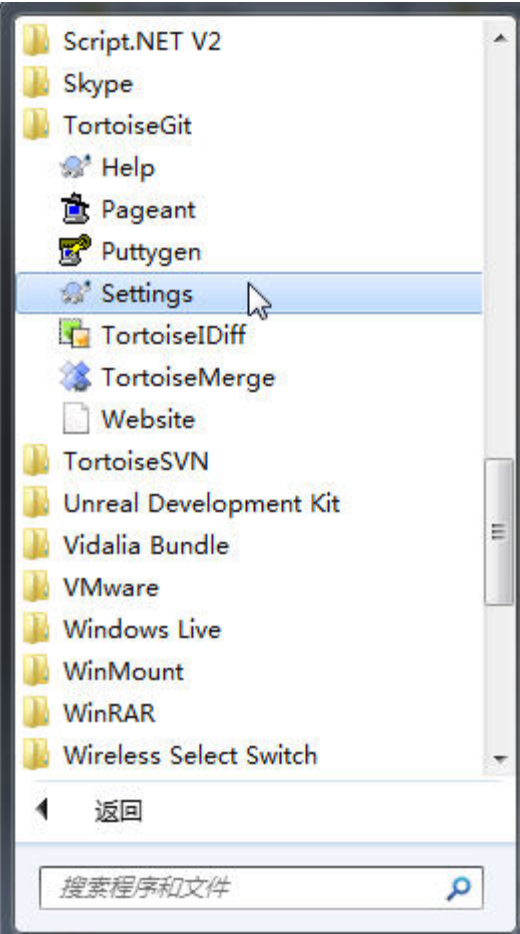 Script.NET V2
Skype
TortoiseGit
Help
Pageant
Puttygen
Settings
TortoiseIDiff
TortoiseMerge
Website
TortoiseSVN
Unreal Development Kit
Vidalia Bundle
VMware
Windows Live
WinMount
WinRAR
Wireless Select Switch
返回
搜索程序和文件